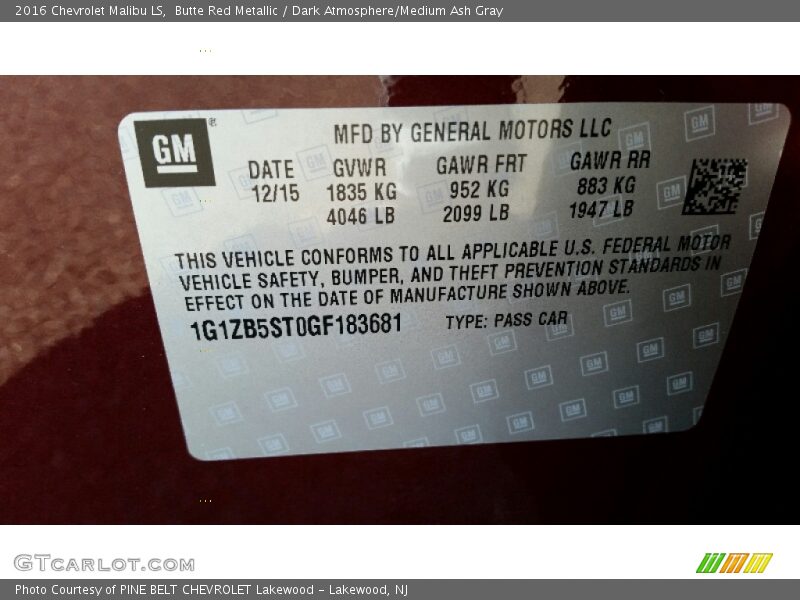 2016 Chevrolet Malibu LS,  Butte Red Metallic / Dark Atmosphere/Medium Ash Gray
GM®
MFD BY GENERAL MOTORS LLC
DATE GVWR GAWR FRT GAWR RR
12/15 1835 KG 952 KG 883 KG
4046 LB 2099 LB 1947 LB
THIS VEHICLE CONFORMS TO ALL APPLICABLE U.S. FEDERAL MOTOR
VEHICLE SAFETY, BUMPER, AND THEFT PREVENTION STANDARDS IN
EFFECT ON THE DATE OF MANUFACTURE SHOWN ABOVE.
1G1ZB5ST0GF183681 TYPE: PASS CAR
GTCARLOT.COM
Photo Courtesy of PINE BELT CHEVROLET Lakewood - Lakewood, NJ